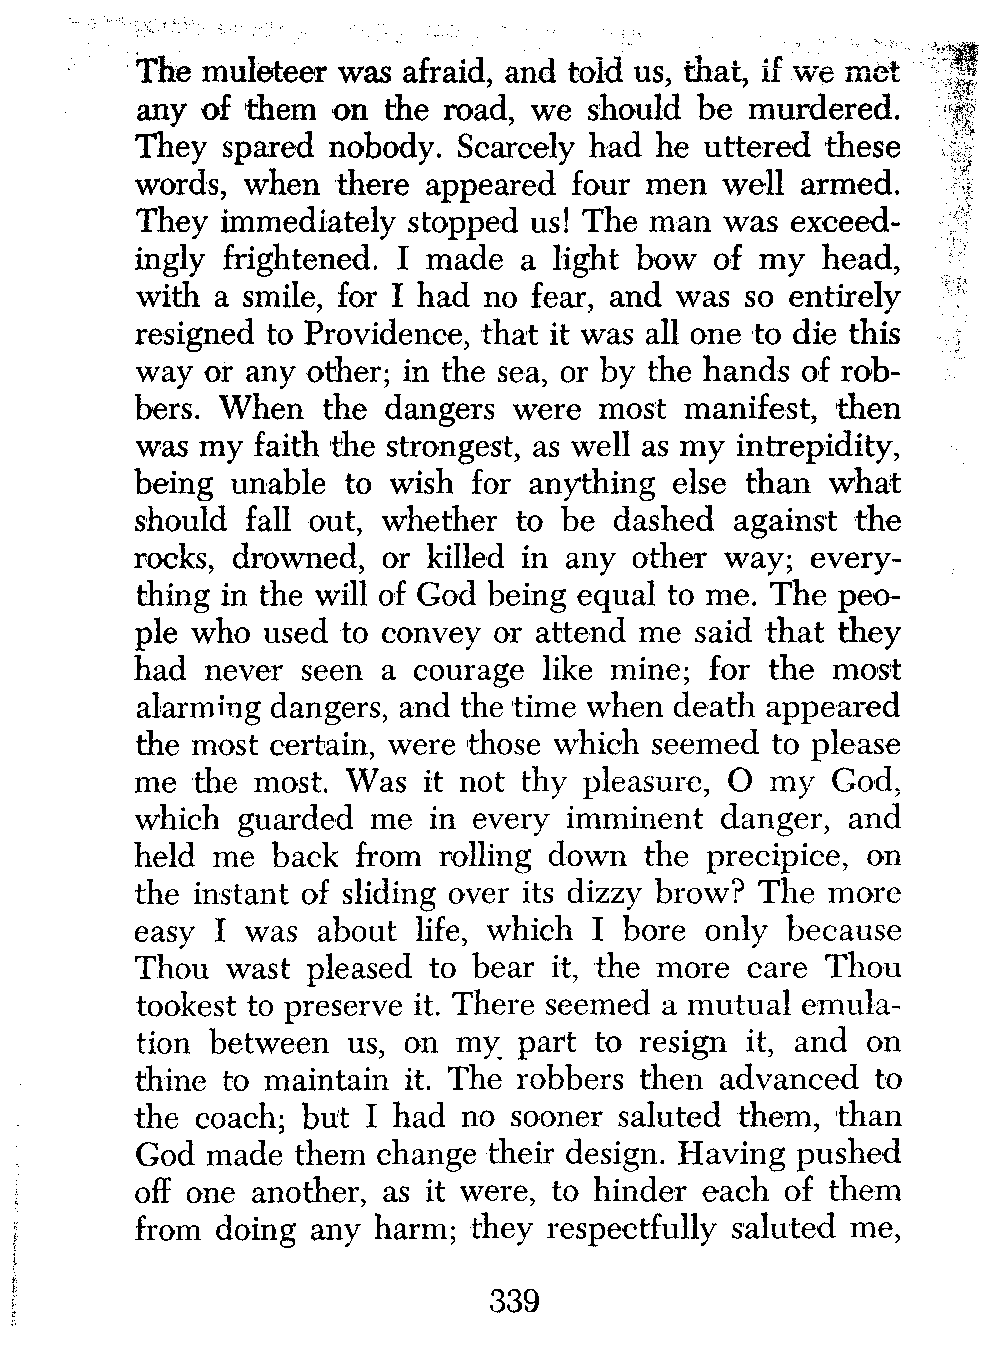 The muleteer was afraid, and told us, that, if we met
any of them on the road, we should be murdered.
They spared nobody. Scarcely had he uttered these
words, when there appeared four men well armed.
They immediately stopped us! The man was exceed-
ingly frightened. I made a light bow of my head,
with a smile, for I had no fear, and was so entirely
resigned to Providence, that it was all one to die this
way or any other; in the sea, or by the hands of rob-
bers. When the dangers were most manifest, then
was my faith the strongest, as well as my intrepidity,
being unable to wish for anything else than what
should fall out, whether to be dashed against the
rocks, drowned, or killed in any other way; every-
thing in the will of God being equal to me. The peo-
ple who used to convey or attend me said that they
had never seen a courage like mine; for the most
alarming dangers, and the time when death appeared
the most certain, were those which seemed to please
me the most. Was it not thy pleasure, O my God,
which guarded me in every imminent danger, and
held me back from rolling down the precipice, on
the instant of sliding over its dizzy brow? The more
easy I was about life, which I bore only because
Thou wast pleased to bear it, the more care Thou
tookest to preserve it. There seemed a mutual emula-
tion between us, on my part to resign it, and on
thine to maintain it. The robbers then advanced to
the coach; but I had no sooner saluted them, than
God made them change their design. Having pushed
off one another, as it were, to hinder each of them
from doing any harm; they respectfully saluted me,
339